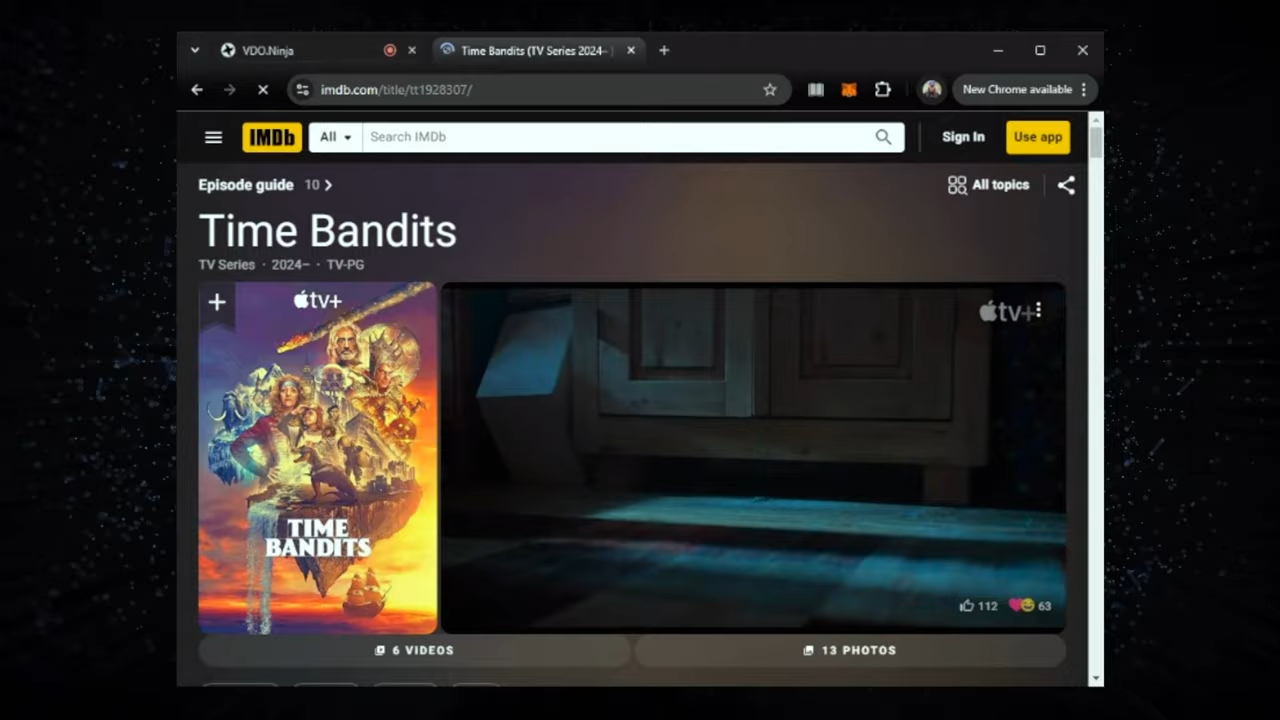 VDO.Ninja
Time Bandits (TV Series 2024–
imdb.com/title/tt1928307/
New Chrome available
IMDb
All
Search IMDb
Sign In
Use app
Episode guide 10
All topics
Time Bandits
TV Series · 2024– · TV-PG
tv+
TIME
BANDITS
tv+
112 63
6 VIDEOS
13 PHOTOS